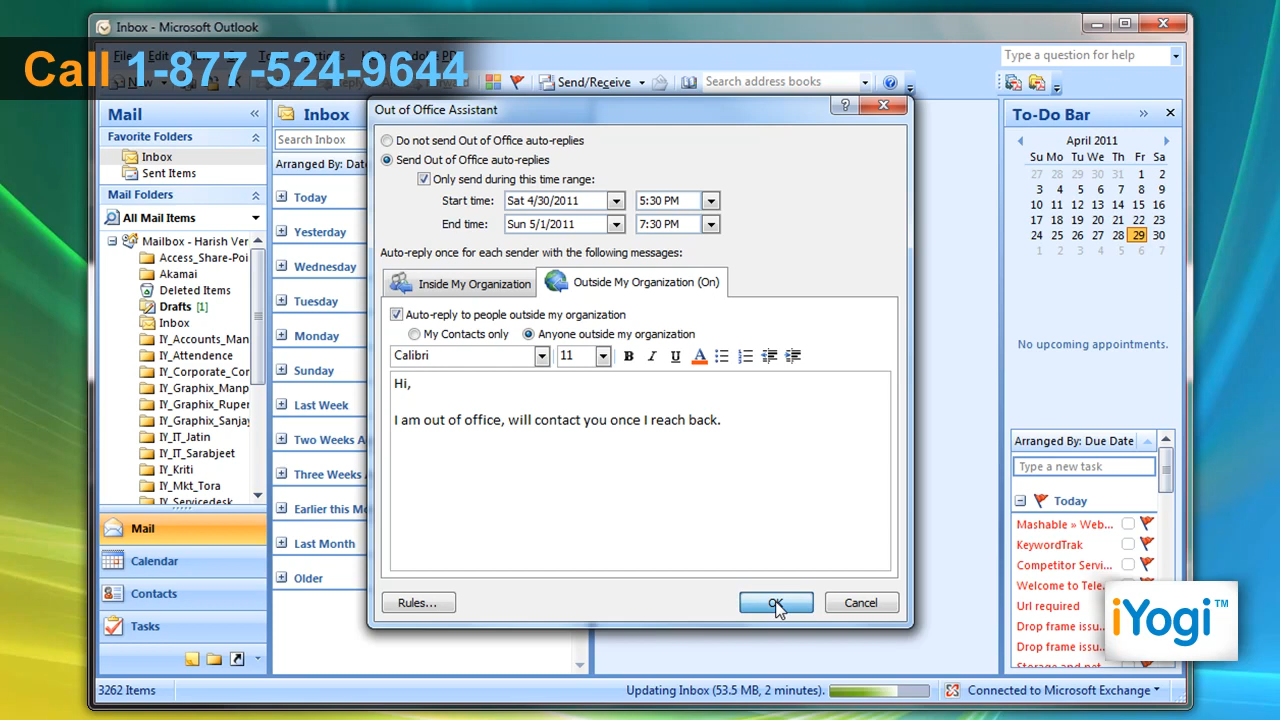 Inbox - Microsoft Outlook
Call 1-877-524-9644
Type a question for help
New
Send/Receive
Search address books
Mail
Favorite Folders
Inbox
Sent Items
Mail Folders
All Mail Items
Mailbox - Harish Ver
Access_Share-Poi
Akamai
Deleted Items
Drafts [1]
Inbox
IY_Accounts_Man
IY_Attendence
IY_Corporate_Cor
IY_Graphix_Manp
IY_Graphix_Ruper
IY_Graphix_Sanjay
IY_IT_Jatin
IY_IT_Sarabjeet
IY_Kriti
IY_Mkt_Tora
IY_Servicedesk
Mail
Calendar
Contacts
Tasks
Inbox
Search Inbox
Arranged By: Dat
Today
Yesterday
Wednesday
Tuesday
Monday
Sunday
Last Week
Two Weeks A
Three Weeks
Earlier this Mo
Last Month
Older
Out of Office Assistant
Do not send Out of Office auto-replies
Send Out of Office auto-replies
Only send during this time range:
Start time: Sat 4/30/2011 5:30 PM
End time: Sun 5/1/2011 7:30 PM
Auto-reply once for each sender with the following messages:
Inside My Organization Outside My Organization (On)
Auto-reply to people outside my organization
My Contacts only Anyone outside my organization
Calibri 11 B I U A
Hi,
I am out of office, will contact you once I reach back.
Rules... OK Cancel
To-Do Bar
April 2011
Su Mo Tu We Th Fr Sa
27 28 29 30 31 1 2
3 4 5 6 7 8 9
10 11 12 13 14 15 16
17 18 19 20 21 22 23
24 25 26 27 28 29 30
1 2 3 4 5 6 7
No upcoming appointments.
Arranged By: Due Date
Type a new task
Today
Mashable » Web...
KeywordTrak
Competitor Servi...
Welcome to Tele...
Url required
Drop frame issu...
Drop frame issu...
iYogi™
3262 Items
Updating Inbox (53.5 MB, 2 minutes).
Connected to Microsoft Exchange